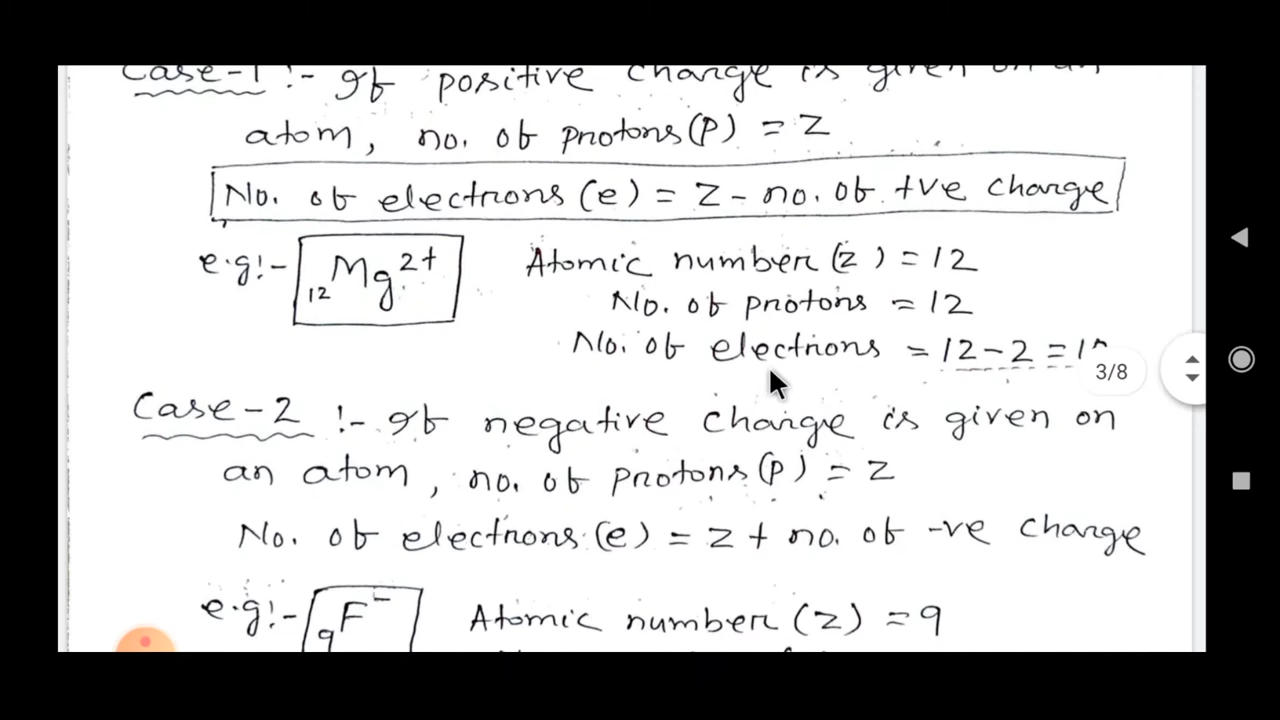 Case-1 :- If positive charge is given on an
atom, no. of protons(p) = Z
No. of electrons(e) = Z - no. of +ve charge
e.g:- 12Mg2+ Atomic number (z) = 12
No. of protons = 12
No. of electrons = 12-2 =
3/8
Case-2 :- If negative charge is given on
an atom, no. of protons(p) = Z
No. of electrons (e) = Z + no. of -ve charge
e.g:- 9F- Atomic number (z) = 9